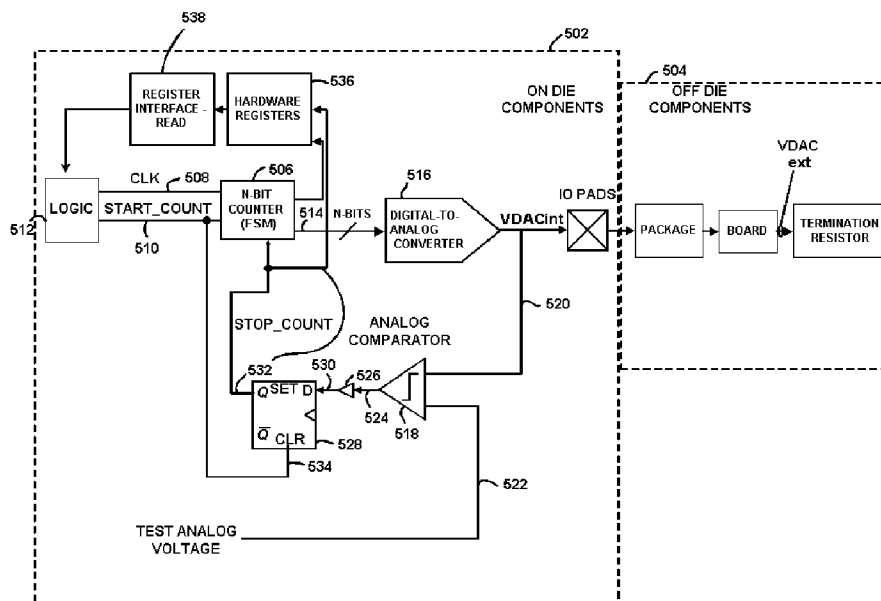 538
502
504
REGISTER
INTERFACE -
READ
HARDWARE
REGISTERS
536
ON DIE
COMPONENTS
OFF DIE
COMPONENTS
VDAC
ext
CLK
508
506
516
LOGIC
START_COUNT
N-BIT
COUNTER
(FSM)
514
N-BITS
DIGITAL-TO-
ANALOG
CONVERTER
VDACint
IO PADS
PACKAGE
BOARD
TERMINATION
RESISTOR
512
510
520
STOP_COUNT
ANALOG
COMPARATOR
532
530
526
Q
SET
D
524
518
Q
CLR
528
534
522
TEST ANALOG
VOLTAGE